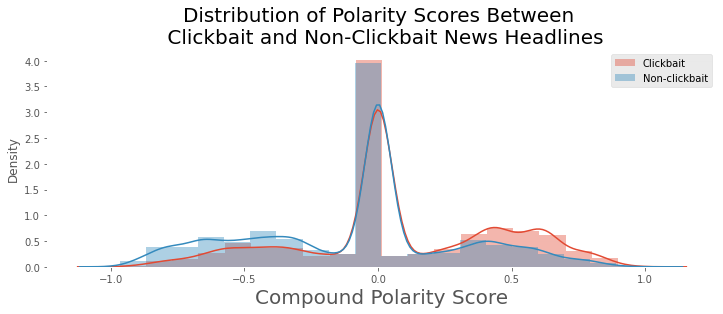 Distribution of Polarity Scores Between
Clickbait and Non-Clickbait News Headlines
Clickbait
Non-clickbait
Density
4.0
3.5
3.0
2.5
2.0
1.5
1.0
0.5
0.0
−1.0
−0.5
0.0
0.5
1.0
Compound Polarity Score